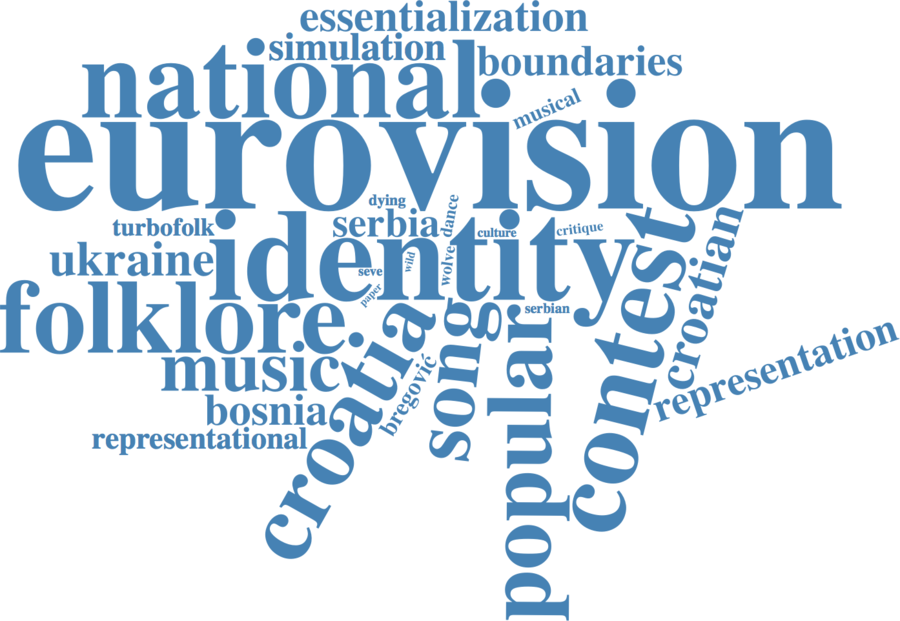 essentialization
simulation
national
boundaries
musical
eurovision
dying
turbofolk
serbia
dance
culture
critique
identity
ukraine
seve
wild
wolve
paper
serbian
contest
croatian
folklore
croatia
song
popular
music
bregović
representation
bosnia
representational